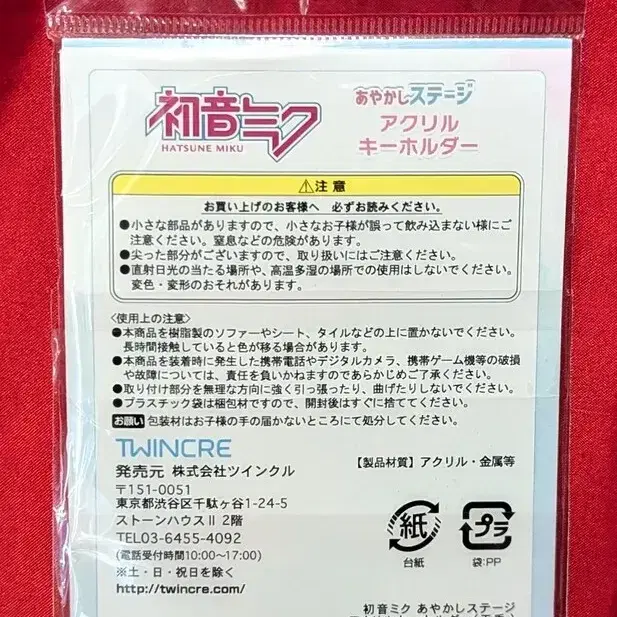 初音ミク
HATSUNE MIKU
あやかしステージ
アクリル
キーホルダー
⚠注意
お買い上げのお客様へ 必ずお読みください。
●小さな部品がありますので、小さなお子様が誤って飲み込まない様にご
注意ください。窒息などの危険があります。
●尖った部分がございますので、取り扱いにはご注意ください。
●直射日光の当たる場所や、高温多湿の場所での使用はしないでください。
変色・変形のおそれがあります。
〈使用上の注意〉
●本商品を樹脂製のソファーやシート、タイルなどの上に置かないでください。
長時間接触していると色が移る場合があります。
●本商品を装着時に発生した携帯電話やデジタルカメラ、携帯ゲーム機等の破損
や故障については、責任を負いかねますのであらかじめご了承ください。
●取り付け部分を無理な方向に強く引っ張ったり、曲げたりしないでください。
●プラスチック袋は梱包材ですので、開封後はすぐに捨ててください。
お願い 包装材はお子様の手の届かないところにて処分してください。
TWINCRE
発売元 株式会社ツインクル
〒151-0051
東京都渋谷区千駄ヶ谷1-24-5
ストーンハウスⅡ 2階
TEL03-6455-4092
(電話受付時間10:00〜17:00)
※土・日・祝日を除く
http://twincre.com/
【製品材質】アクリル・金属等
紙
台紙
プラ
袋:PP
初音ミク あやかしステージ